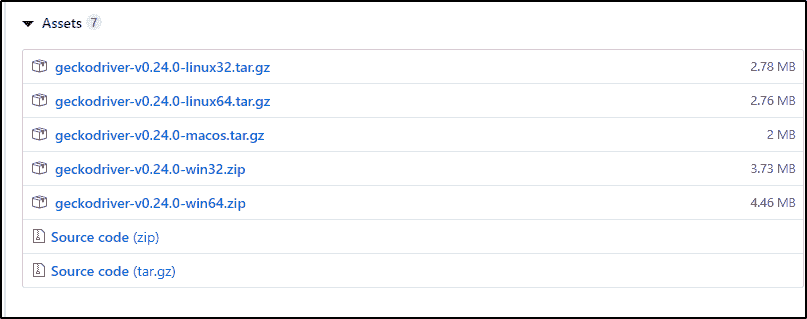 Assets 7
geckodriver-v0.24.0-linux32.tar.gz 2.78 MB
geckodriver-v0.24.0-linux64.tar.gz 2.76 MB
geckodriver-v0.24.0-macos.tar.gz 2 MB
geckodriver-v0.24.0-win32.zip 3.73 MB
geckodriver-v0.24.0-win64.zip 4.46 MB
Source code (zip)
Source code (tar.gz)